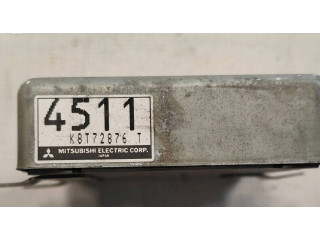 4511
K8T72876 T
MITSUBISHI ELECTRIC CORP.
JAPAN